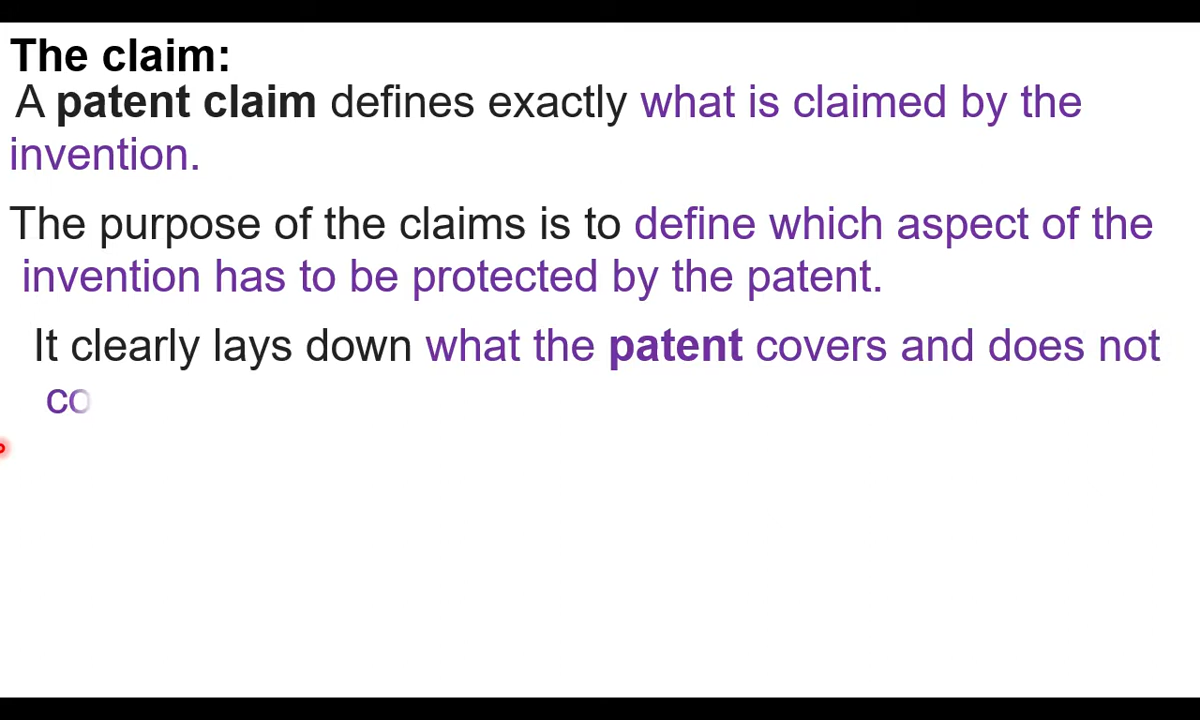 The claim:
A patent claim defines exactly what is claimed by the
invention.
The purpose of the claims is to define which aspect of the
invention has to be protected by the patent.
It clearly lays down what the patent covers and does not
co